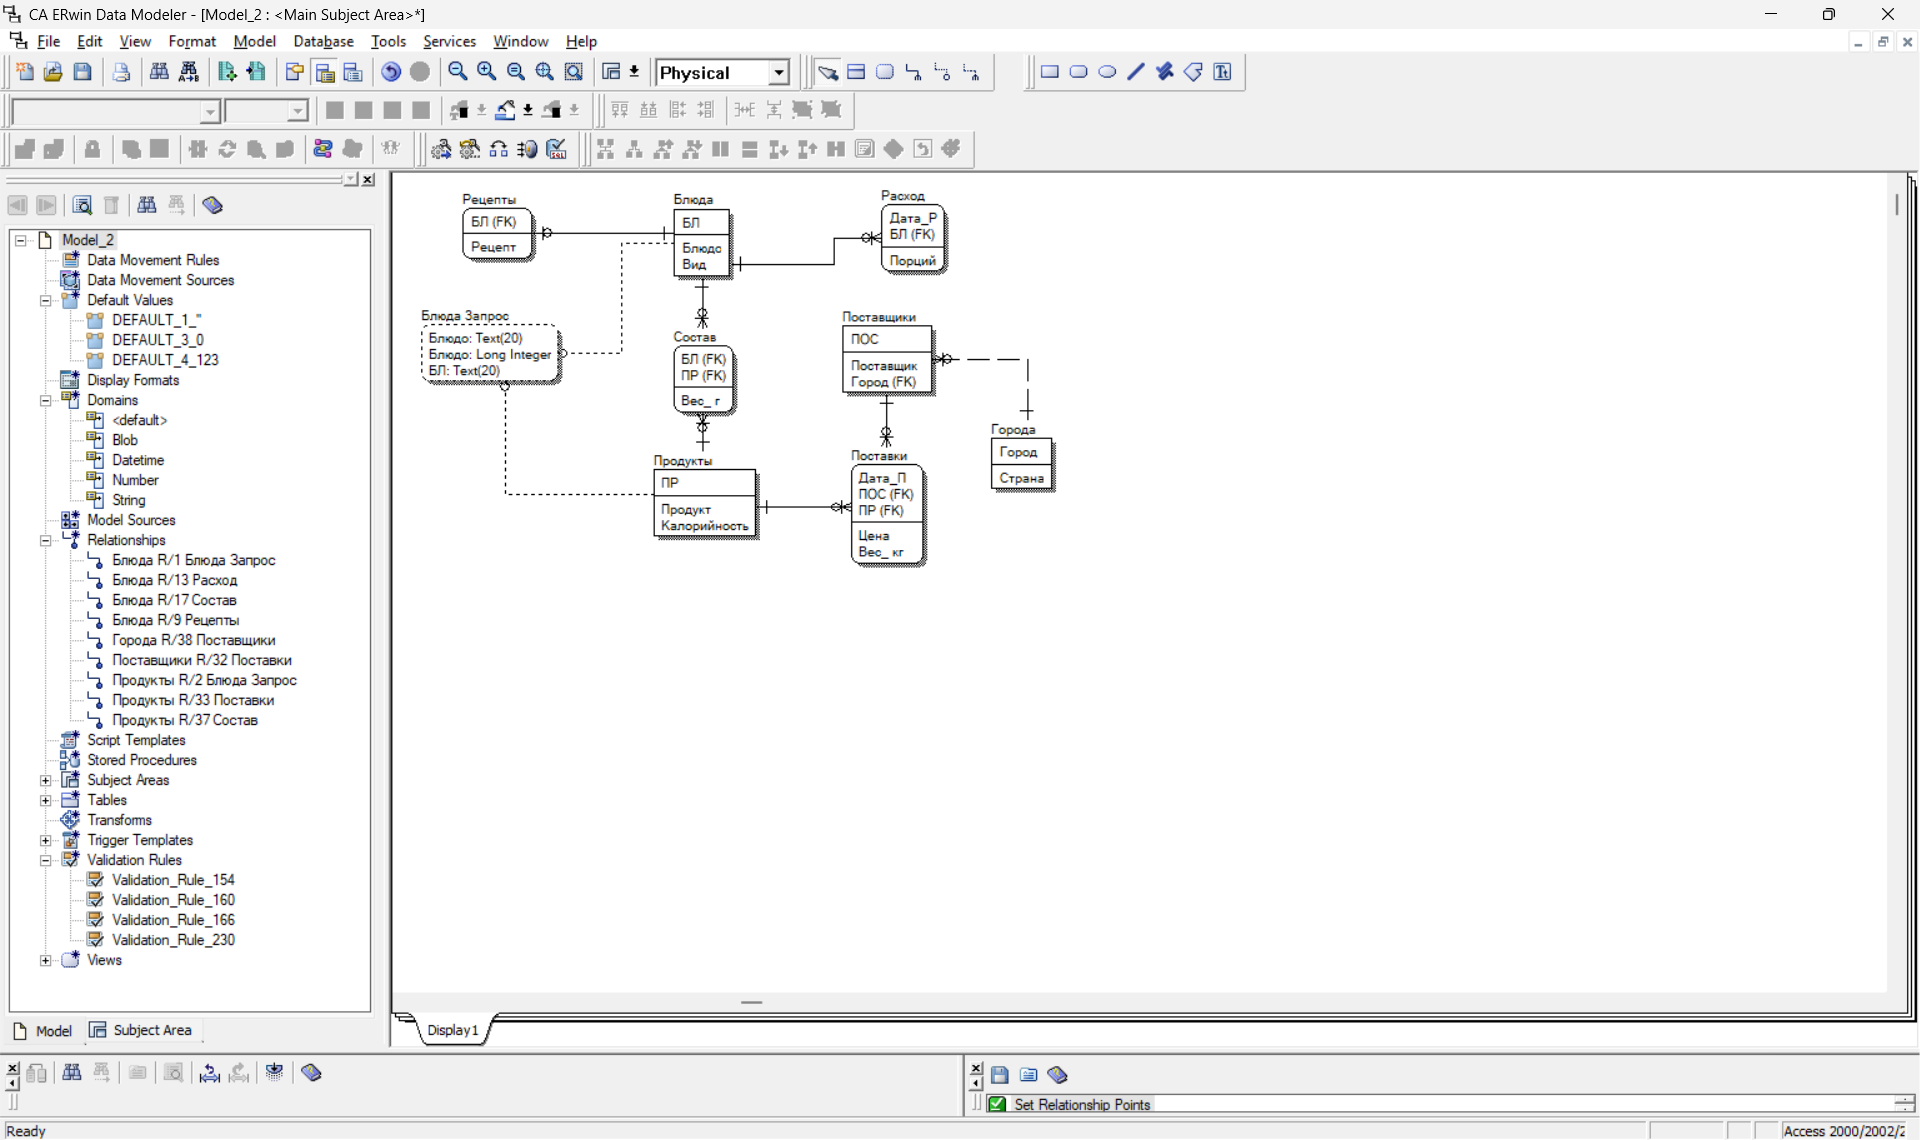 CA ERwin Data Modeler - [Model_2 : <Main Subject Area>*]
File Edit View Format Model Database Tools Services Window Help
Physical
Model_2
Data Movement Rules
Data Movement Sources
Default Values
DEFAULT_1_"
DEFAULT_3_0
DEFAULT_4_123
Display Formats
Domains
<default>
Blob
Datetime
Number
String
Model Sources
Relationships
Блюда R/1 Блюда Запрос
Блюда R/13 Расход
Блюда R/17 Состав
Блюда R/9 Рецепты
Города R/38 Поставщики
Поставщики R/32 Поставки
Продукты R/2 Блюда Запрос
Продукты R/33 Поставки
Продукты R/37 Состав
Script Templates
Stored Procedures
Subject Areas
Tables
Transforms
Trigger Templates
Validation Rules
Validation_Rule_154
Validation_Rule_160
Validation_Rule_166
Validation_Rule_230
Views
Model
Subject Area
Рецепты
БЛ (FK)
Рецепт
Блюда
БЛ
Блюдо
Вид
Расход
Дата_Р
БЛ (FK)
Порций
Блюда Запрос
Блюдо: Text(20)
Блюдо: Long Integer
БЛ: Text(20)
Состав
БЛ (FK)
ПР (FK)
Вес_ г
Поставщики
ПОС
Поставщик
Город (FK)
Города
Город
Страна
Продукты
ПР
Продукт
Калорийность
Поставки
Дата_П
ПОС (FK)
ПР (FK)
Цена
Вес_ кг
Display1
Set Relationship Points
Ready
Access 2000/2002/2